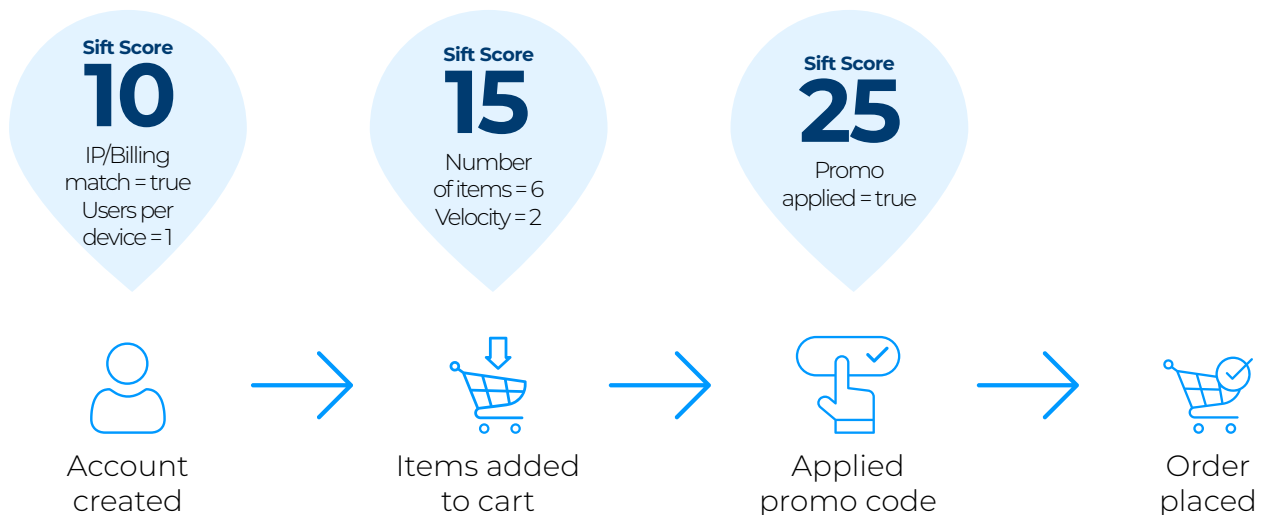 Sift Score
10
IP/Billing
match = true
Users per
device = 1
Sift Score
15
Number
of items = 6
Velocity = 2
Sift Score
25
Promo
applied = true
Account
created
Items added
to cart
Applied
promo code
Order
placed